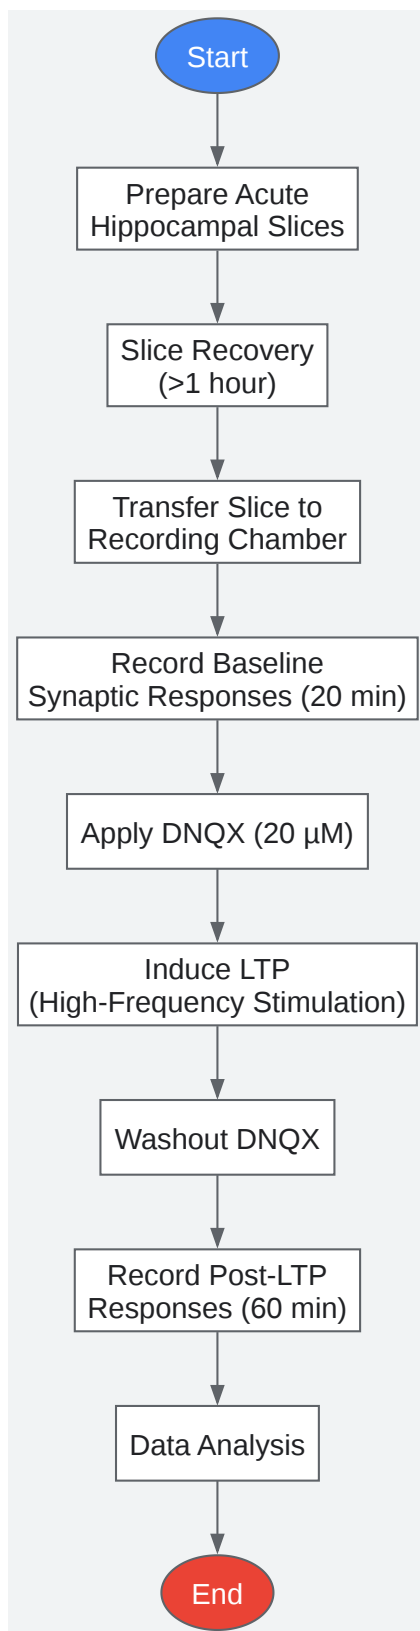 Start
Prepare Acute
Hippocampal Slices
Slice Recovery
(>1 hour)
Transfer Slice to
Recording Chamber
Record Baseline
Synaptic Responses (20 min)
Apply DNQX (20 µM)
Induce LTP
(High-Frequency Stimulation)
Washout DNQX
Record Post-LTP
Responses (60 min)
Data Analysis
End